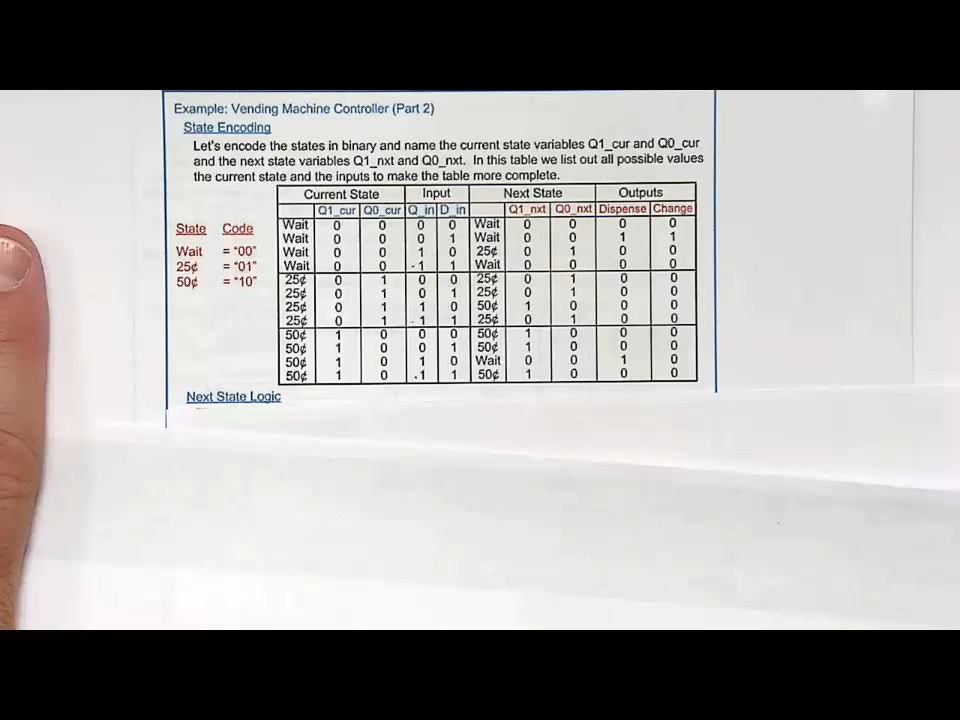 Example: Vending Machine Controller (Part 2)
State Encoding
Let's encode the states in binary and name the current state variables Q1_cur and Q0_cur
and the next state variables Q1_nxt and Q0_nxt. In this table we list out all possible values
the current state and the inputs to make the table more complete.
Current State Input Next State Outputs
Q1_cur Q0_cur Q_in D_in Q1_nxt Q0_nxt Dispense Change
Wait 0 0 0 0 Wait 0 0 0 0
Wait 0 0 0 1 Wait 0 0 1 1
Wait 0 0 1 0 25¢ 0 1 0 0
Wait 0 0 1 1 Wait 0 0 0 0
25¢ 0 1 0 0 25¢ 0 1 0 0
25¢ 0 1 0 1 25¢ 0 1 0 0
25¢ 0 1 1 0 50¢ 1 0 0 0
25¢ 0 1 1 1 25¢ 0 1 0 0
50¢ 1 0 0 0 50¢ 1 0 0 0
50¢ 1 0 0 1 50¢ 1 0 0 0
50¢ 1 0 1 0 Wait 0 0 1 0
50¢ 1 0 1 1 50¢ 1 0 0 0
State Code
Wait = "00"
25¢ = "01"
50¢ = "10"
Next State Logic